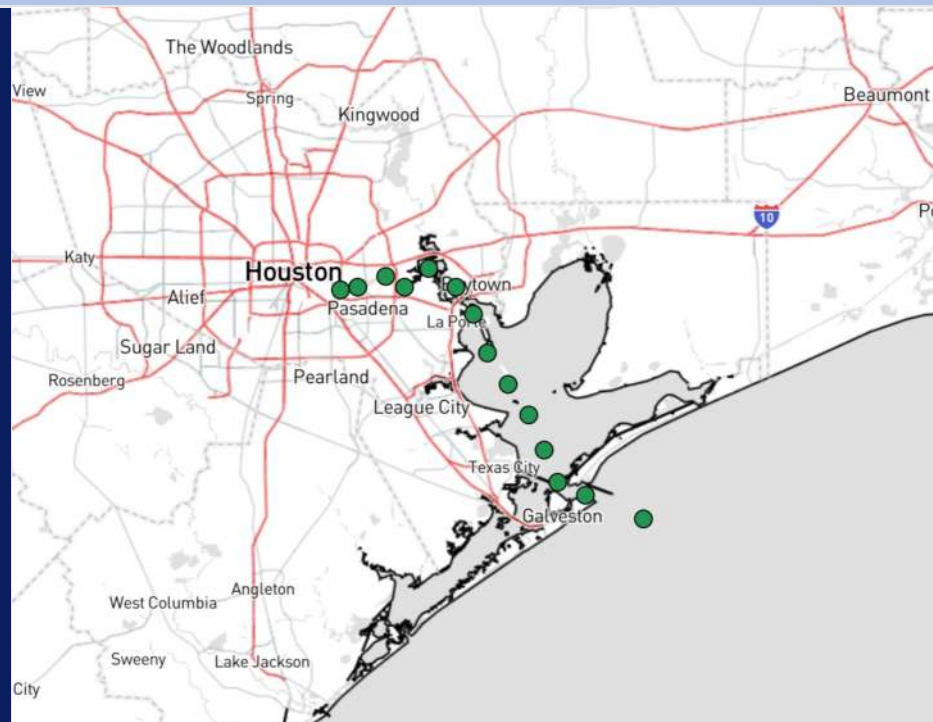 The Woodlands
View
Spring
Beaumont
Kingwood
10
Katy
Houston
Baytown
Alief
Pasadena
La Porte
Sugar Land
Rosenberg
Pearland
League City
Texas City
Galveston
Angleton
West Columbia
Sweeny
Lake Jackson
City